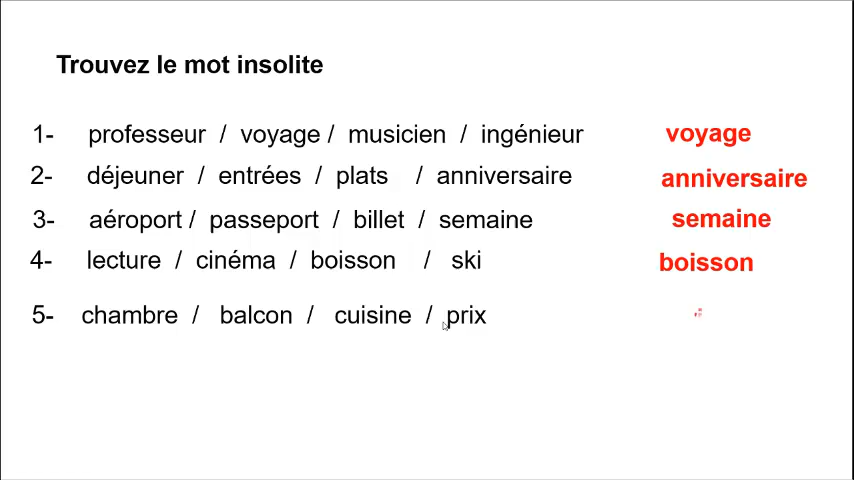 Trouvez le mot insolite
1- professeur / voyage / musicien / ingénieur voyage
2- déjeuner / entrées / plats / anniversaire anniversaire
3- aéroport / passeport / billet / semaine semaine
4- lecture / cinéma / boisson / ski boisson
5- chambre / balcon / cuisine / prix